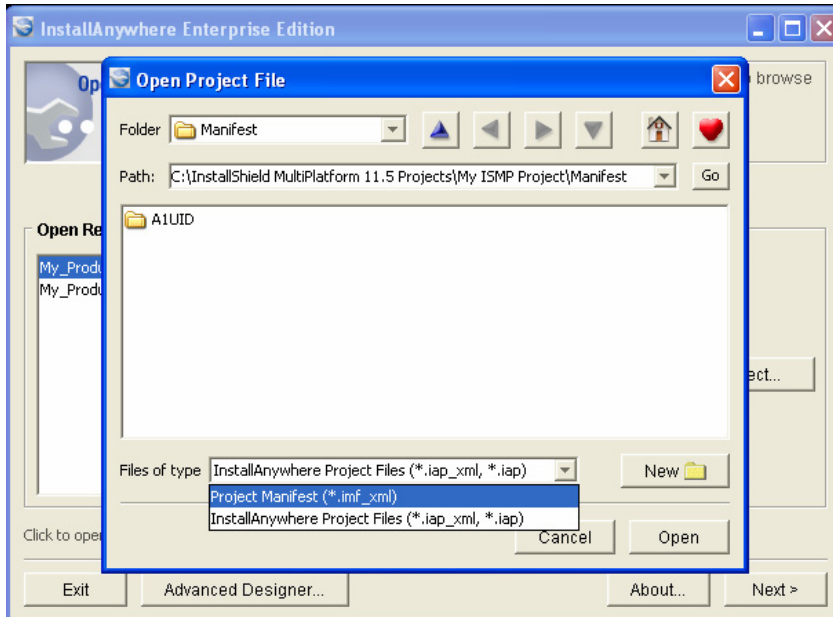 InstallAnywhere Enterprise Edition
Open Project File
browse
Folder Manifest
Path: C:\InstallShield MultiPlatform 11.5 Projects\My ISMP Project\Manifest Go
A1UID
Open Re
My_Produ
My_Produ
ect...
Files of type InstallAnywhere Project Files (*.iap_xml, *.iap) New
Project Manifest (*.imf_xml)
InstallAnywhere Project Files (*.iap_xml, *.iap)
Click to ope
Cancel Open
Exit Advanced Designer... About... Next >